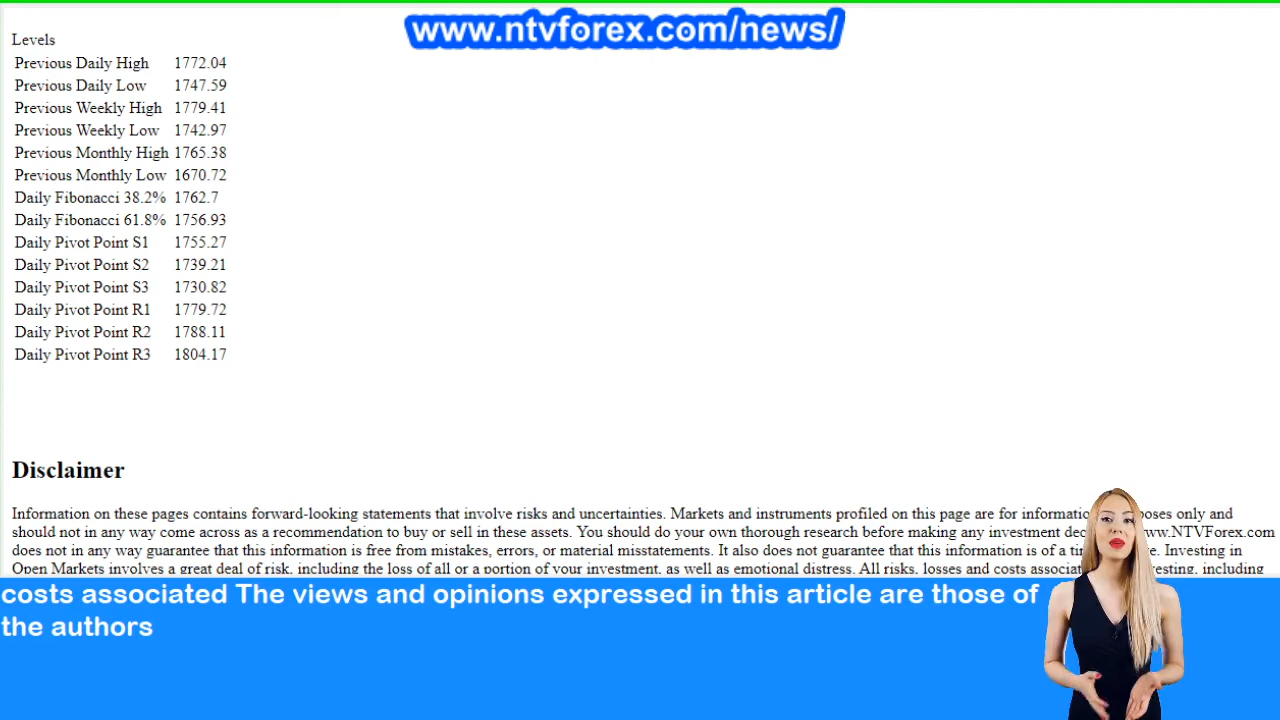 www.ntvforex.com/news/
Levels
Previous Daily High 1772.04
Previous Daily Low 1747.59
Previous Weekly High 1779.41
Previous Weekly Low 1742.97
Previous Monthly High 1765.38
Previous Monthly Low 1670.72
Daily Fibonacci 38.2% 1762.7
Daily Fibonacci 61.8% 1756.93
Daily Pivot Point S1 1755.27
Daily Pivot Point S2 1739.21
Daily Pivot Point S3 1730.82
Daily Pivot Point R1 1779.72
Daily Pivot Point R2 1788.11
Daily Pivot Point R3 1804.17
Disclaimer
Information on these pages contains forward-looking statements that involve risks and uncertainties. Markets and instruments profiled on this page are for only and
should not in any way come across as a recommendation to buy or sell in these assets. You should do your own thorough research before making any investment www.NTVForex.com
does not in any way guarantee that this information is free from mistakes, errors, or material misstatements. It also does not guarantee that this information is of a Investing in
Open Markets involves a great deal of risk, including the loss of all or a portion of your investment, as well as emotional distress. All risks, losses and costs including
costs associated The views and opinions expressed in this article are those of
the authors